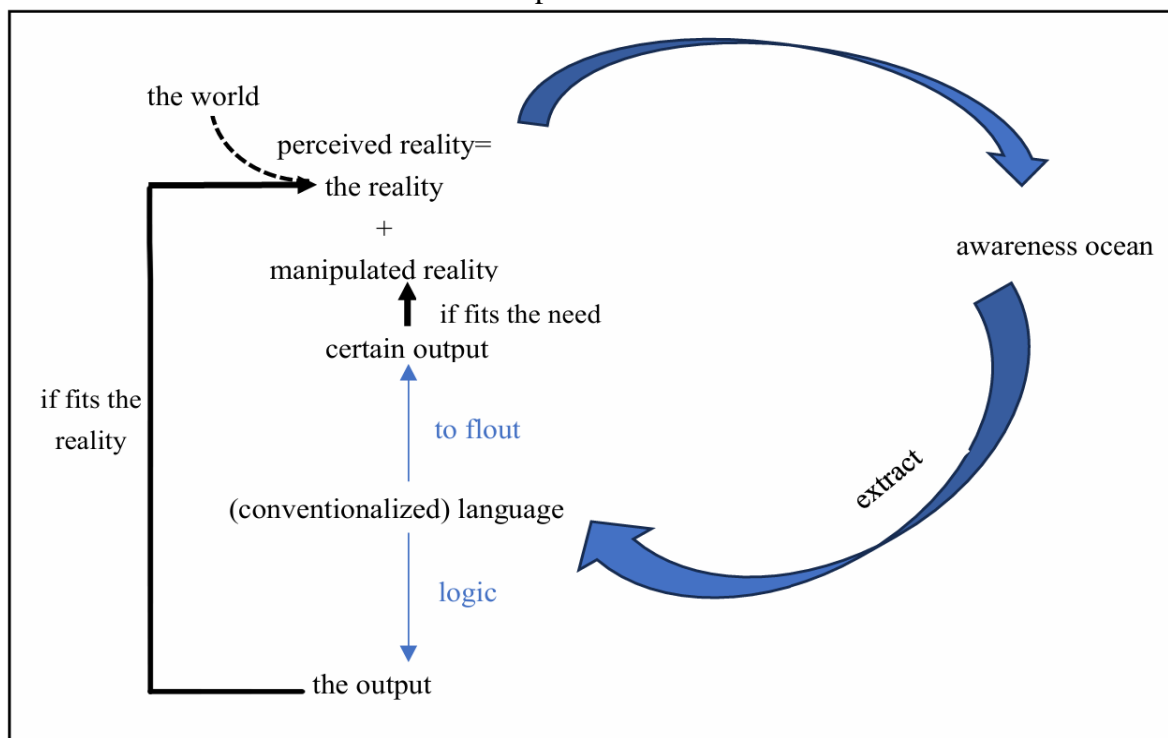 the world
perceived reality=
the reality
+
manipulated reality
if fits the need
certain output
to flout
(conventionalized) language
logic
the output
if fits the
reality
awareness ocean
extract